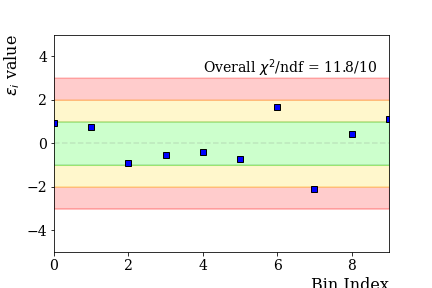 Overall χ²/ndf = 11.8/10
εᵢ value
4
2
0
−2
−4
0 2 4 6 8
Bin Index